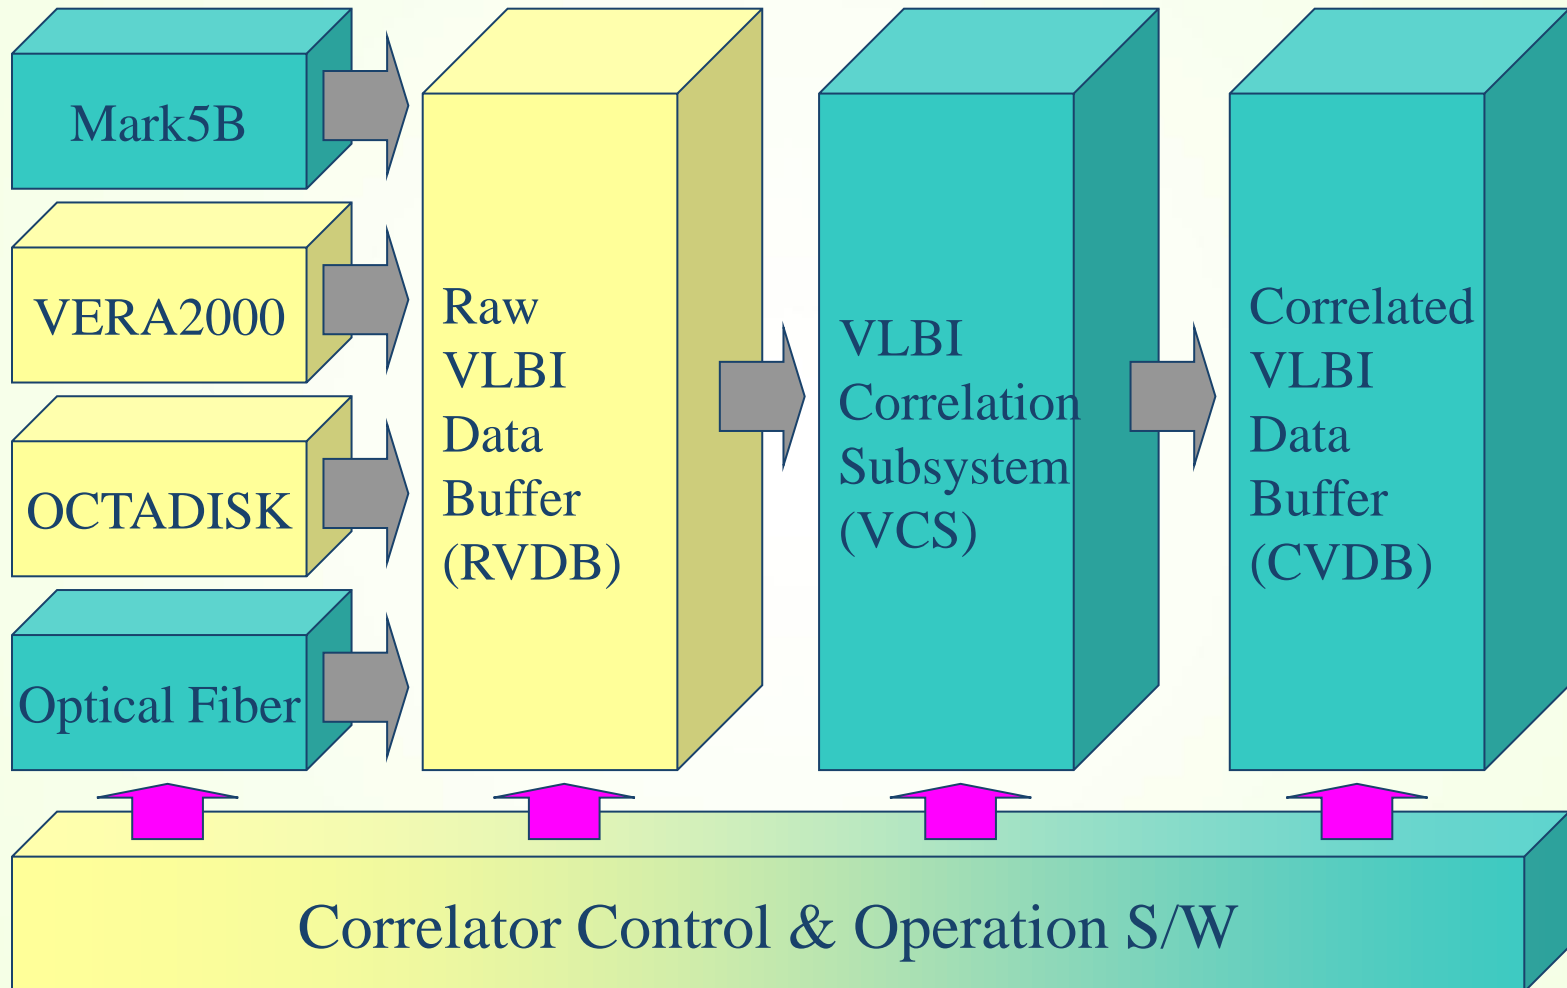 Mark5B
VERA2000
OCTADISK
Optical Fiber
Raw
VLBI
Data
Buffer
(RVDB)
VLBI
Correlation
Subsystem
(VCS)
Correlated
VLBI
Data
Buffer
(CVDB)
Correlator Control & Operation S/W